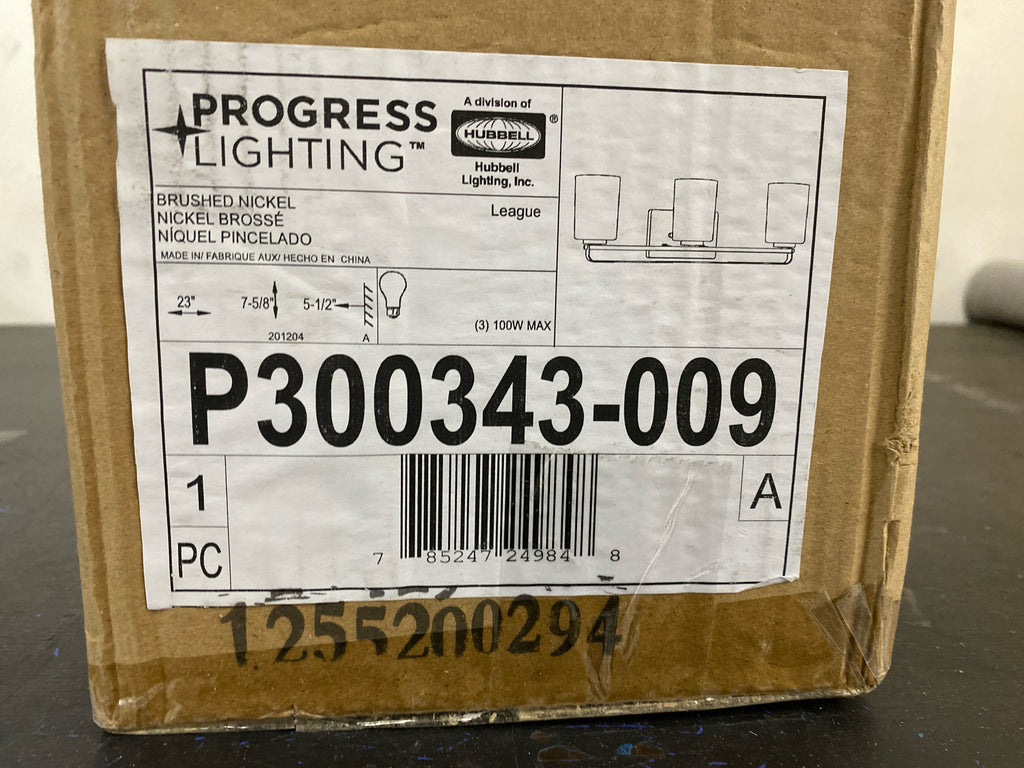 PROGRESS
LIGHTING™
A division of
HUBBELL®
Hubbell
Lighting, Inc.
BRUSHED NICKEL
NICKEL BROSSÉ
NÍQUEL PINCELADO
MADE IN/ FABRIQUE AUX/ HECHO EN CHINA
League
23"
7-5/8"
5-1/2"
201204
A
(3) 100W MAX
P300343-009
1
PC
A
7 85247 24984 8
1255200294